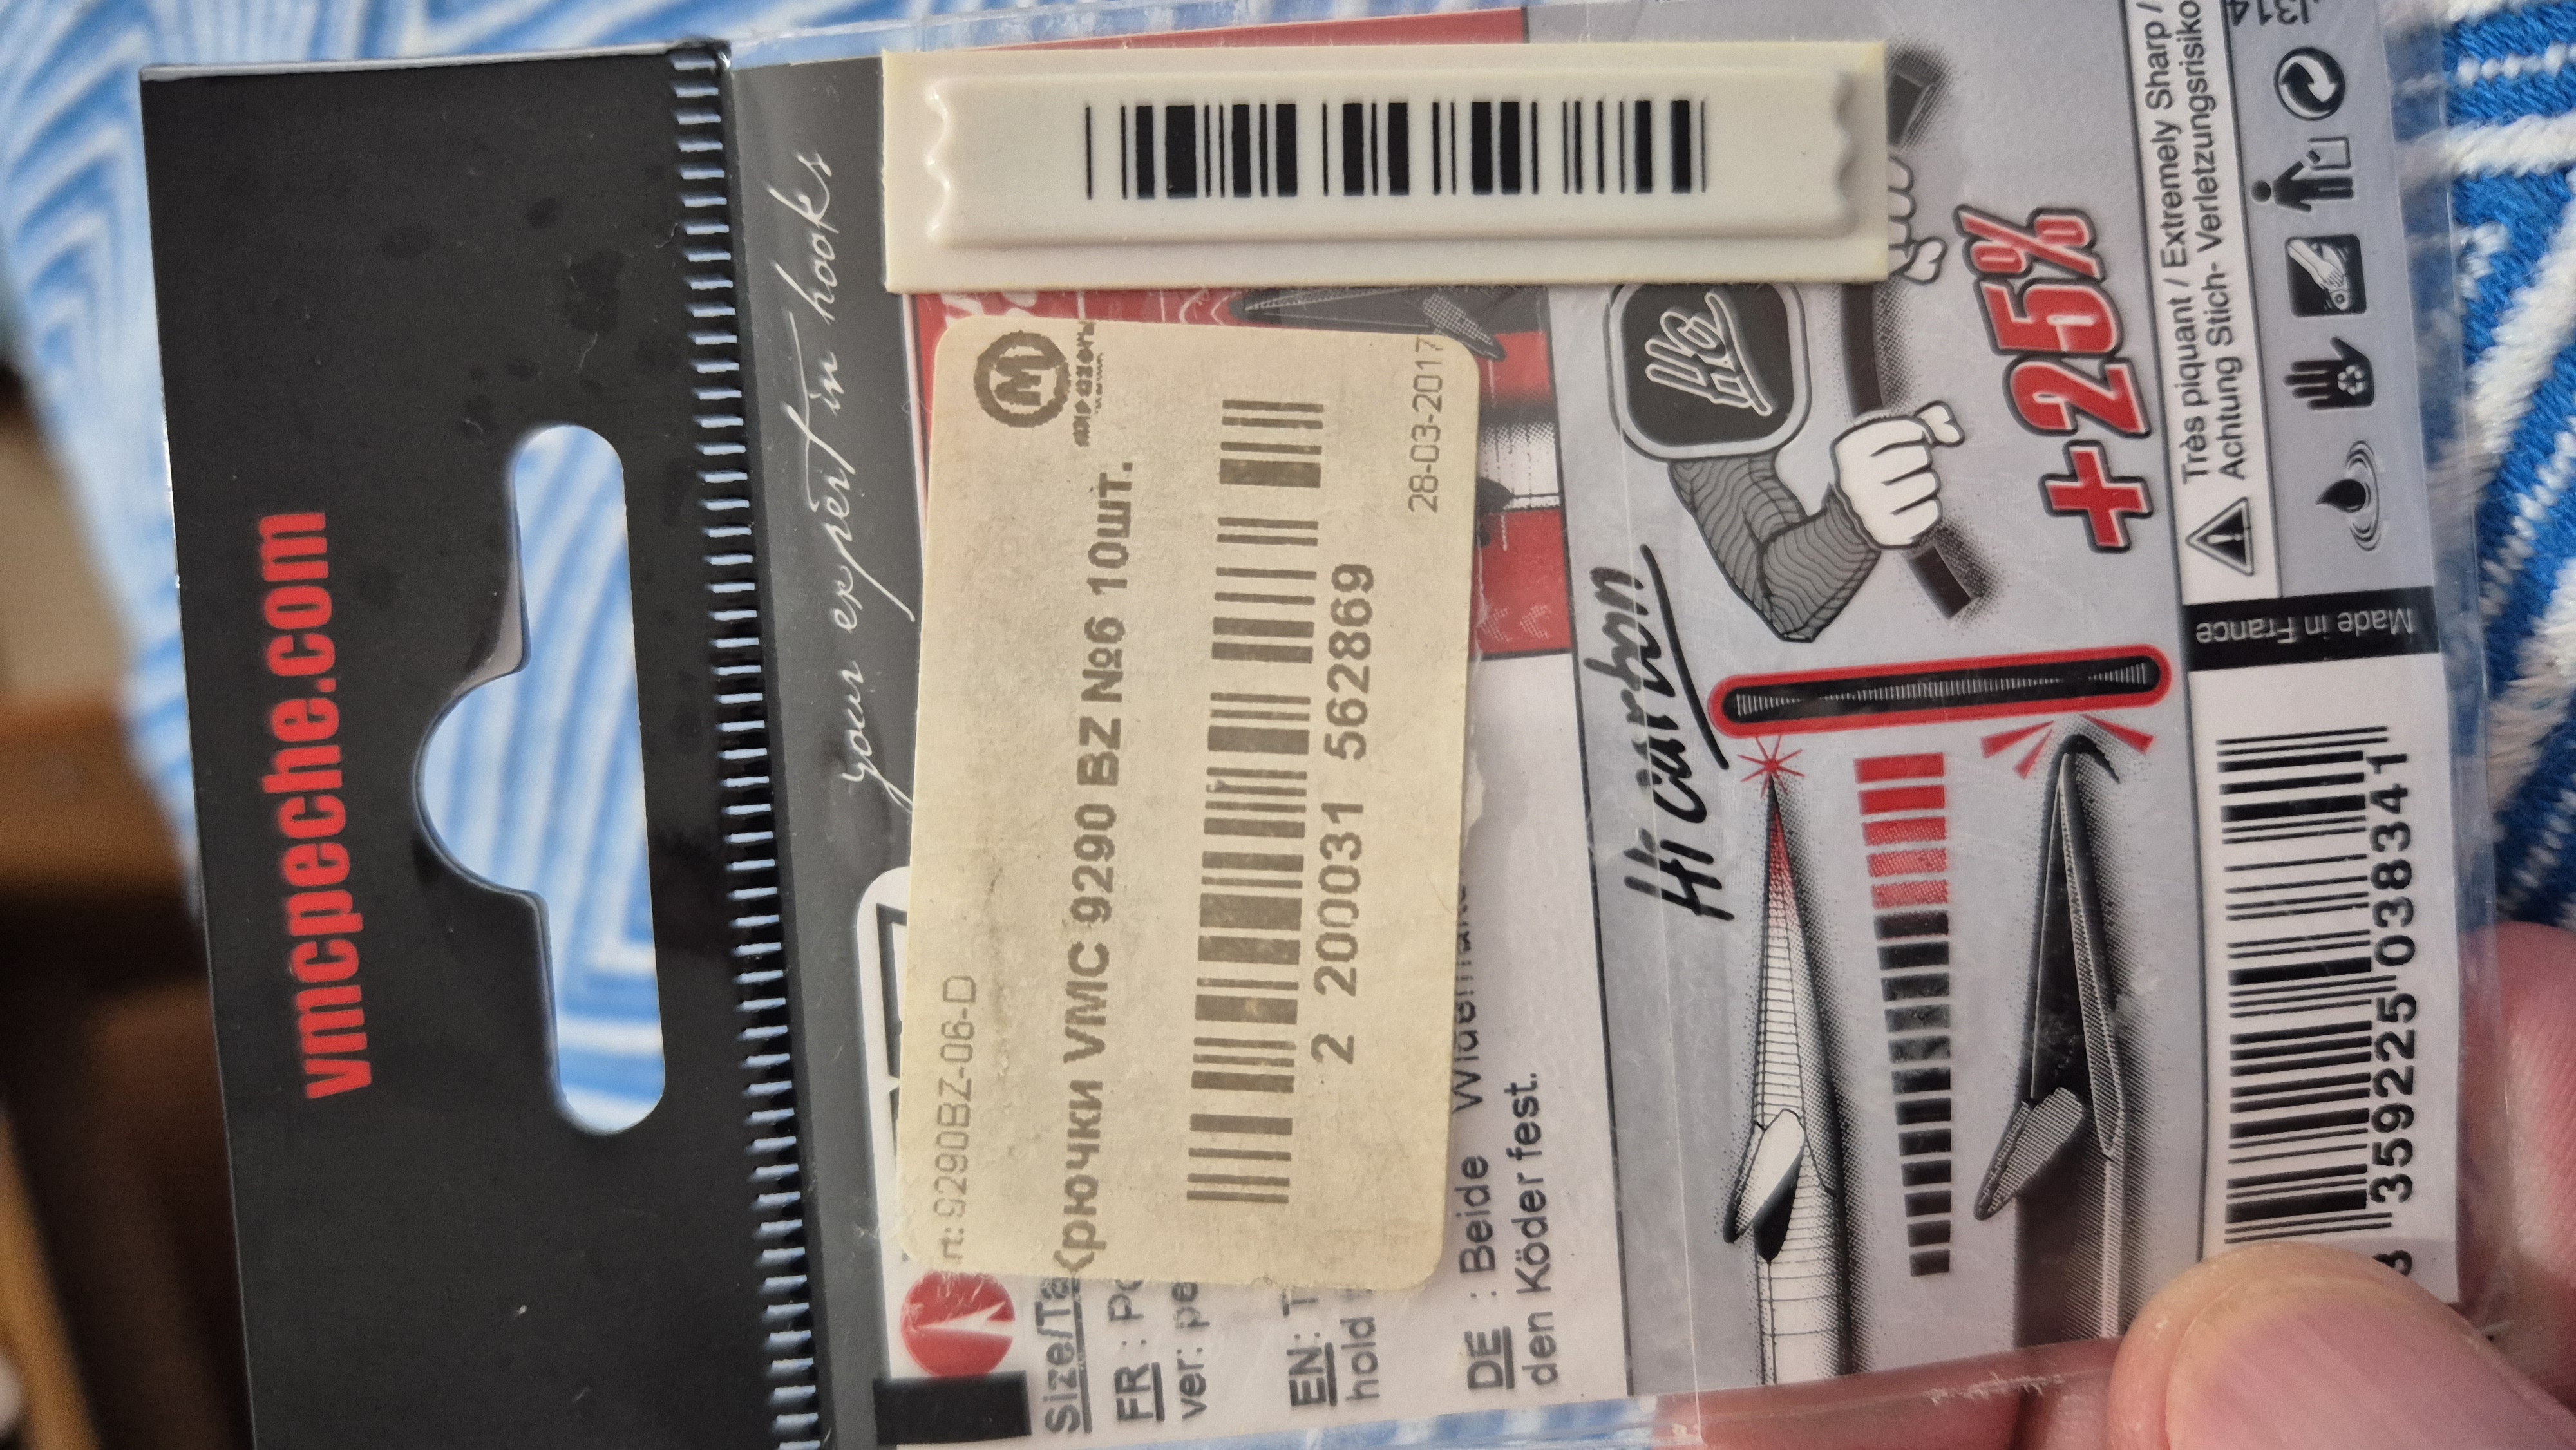 vmcpeche.com
your expert in hooks
rt: 9290BZ-06-D
Крючки VMC 9290 BZ №6 10шт.
2 200031 562869
28-03-2017
Size/Ta
FR : Po
ver: pe
EN: T
hold
DE : Beide
den Köder fest.
Hi carbon
HC
+25%
Très piquant / Extremely Sharp /
Achtung Stich- Verletzungsrisiko
Made in France
3 359225 038341